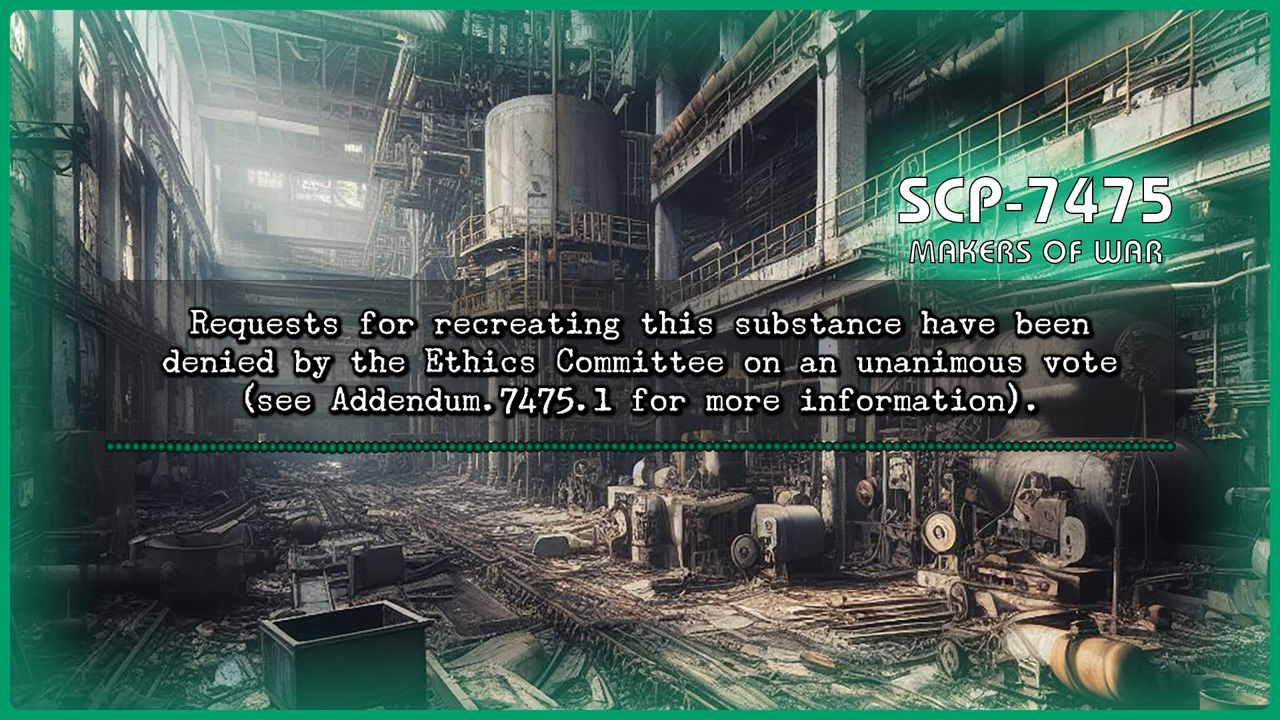 SCP-7475
MAKERS OF WAR
Requests for recreating this substance have been
denied by the Ethics Committee on an unanimous vote
(see Addendum.7475.1 for more information).